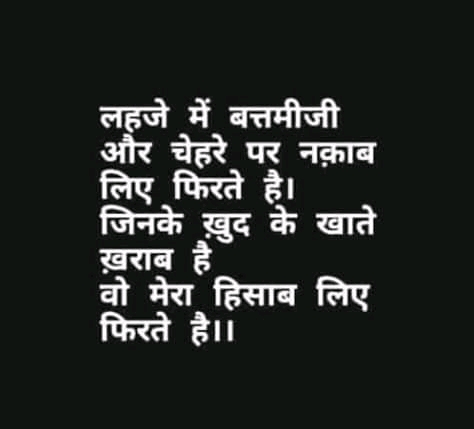 लहजे में बत्तमीजी
और चेहरे पर नक़ाब
लिए फिरते है।
जिनके ख़ुद के खाते
ख़राब है
वो मेरा हिसाब लिए
फिरते है।।